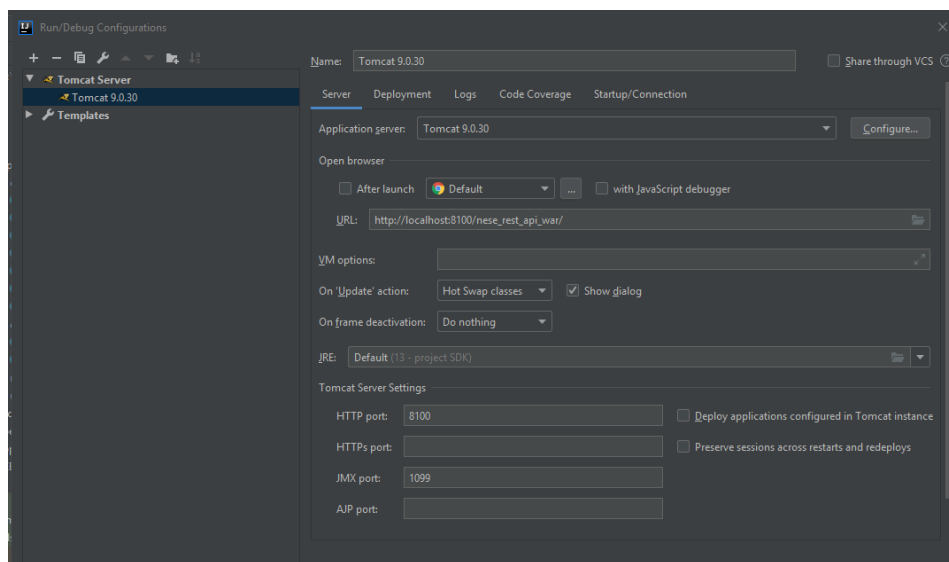 Run/Debug Configurations
Name: Tomcat 9.0.30 Share through VCS
Tomcat Server
Tomcat 9.0.30
Templates
Server Deployment Logs Code Coverage Startup/Connection
Application server: Tomcat 9.0.30 Configure...
Open browser
After launch Default ... with JavaScript debugger
URL: http://localhost:8100/nese_rest_api_war/
VM options:
On 'Update' action: Hot Swap classes Show dialog
On frame deactivation: Do nothing
JRE: Default (13 - project SDK)
Tomcat Server Settings
HTTP port: 8100 Deploy applications configured in Tomcat instance
HTTPs port: Preserve sessions across restarts and redeploys
JMX port: 1099
AJP port: